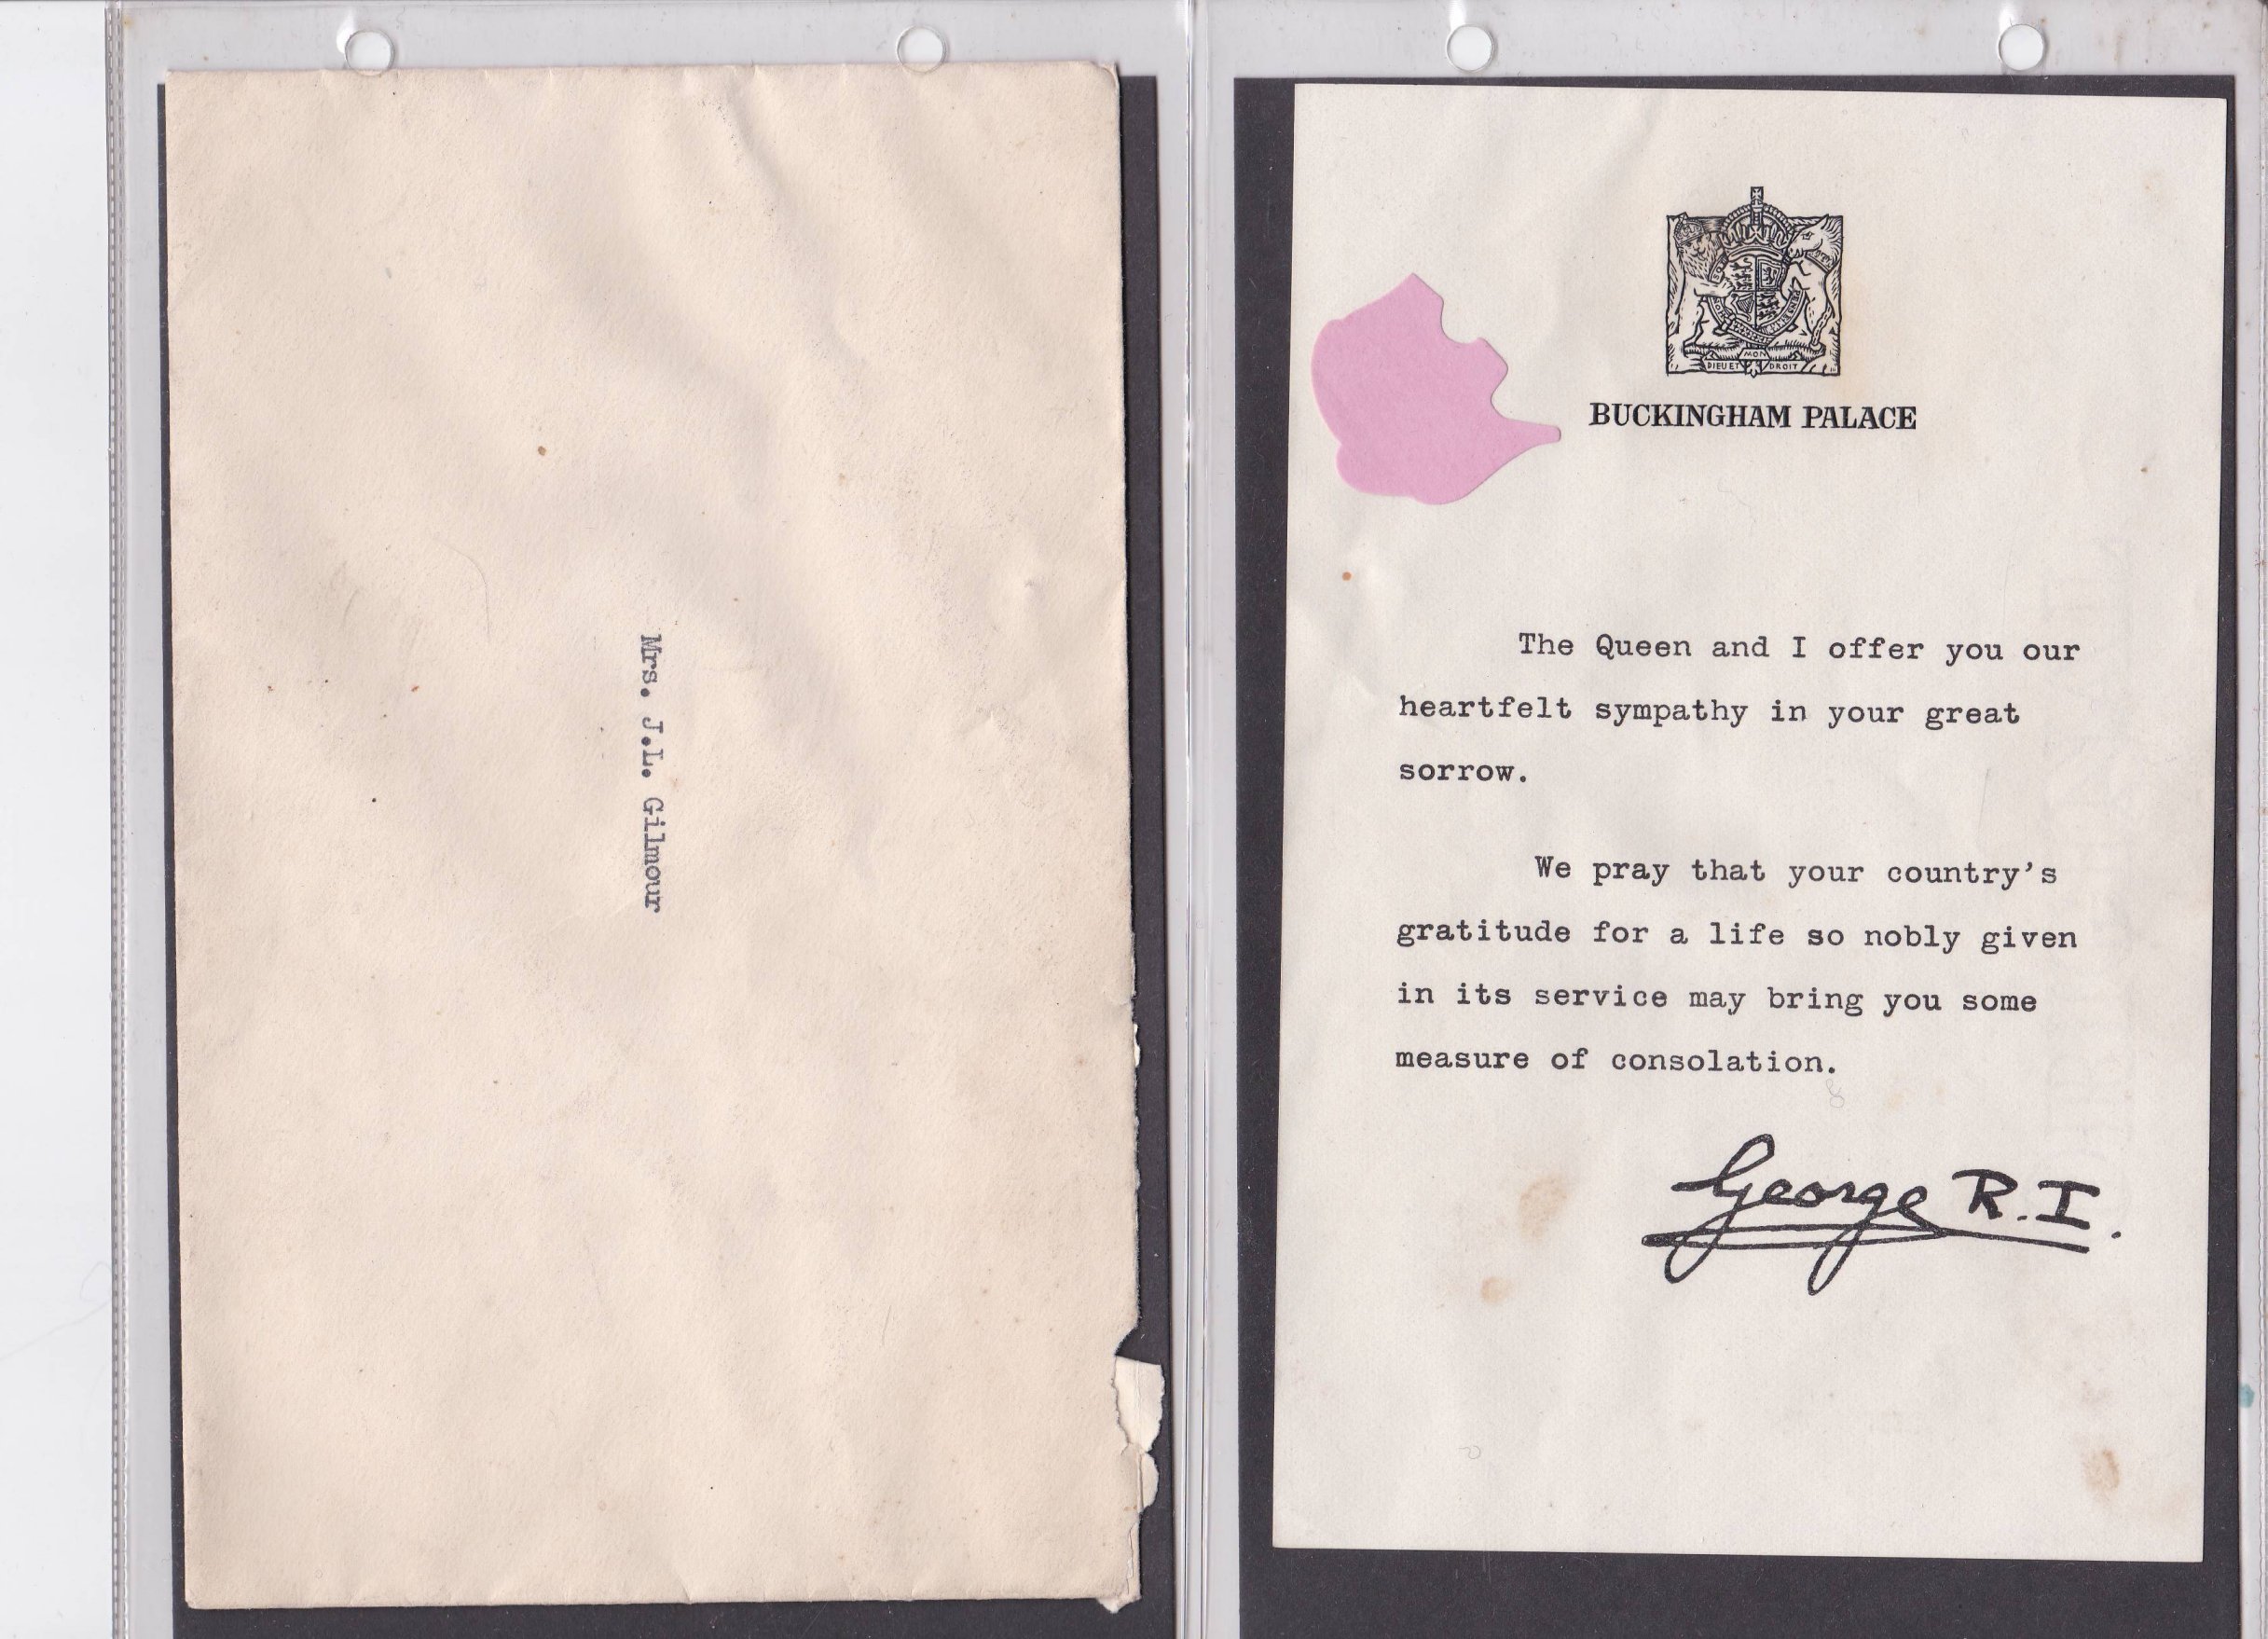 Mrs. J.L. Gilmour
MON
DIEU ET DROIT
BUCKINGHAM PALACE
The Queen and I offer you our
heartfelt sympathy in your great
sorrow.
We pray that your country's
gratitude for a life so nobly given
in its service may bring you some
measure of consolation.
George R.I.